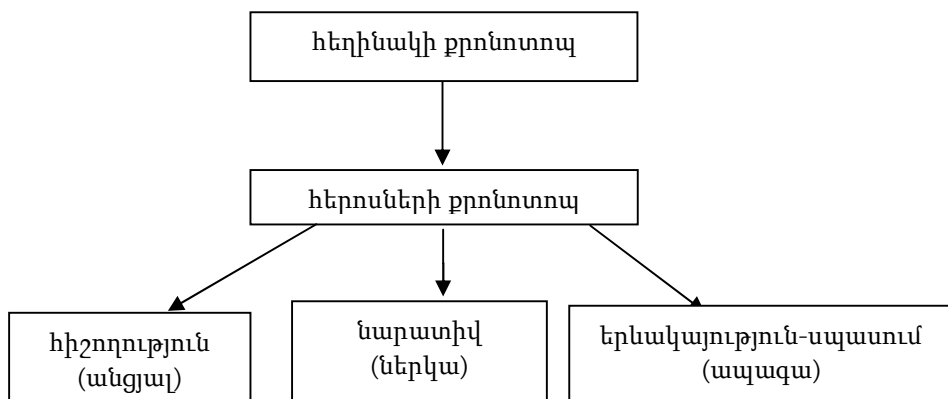 հեղինակի քրոնոտոպ
հերոսների քրոնոտոպ
հիշողություն
(անցյալ)
նարատիվ
(ներկա)
երևակայություն-սպասում
(ապագա)